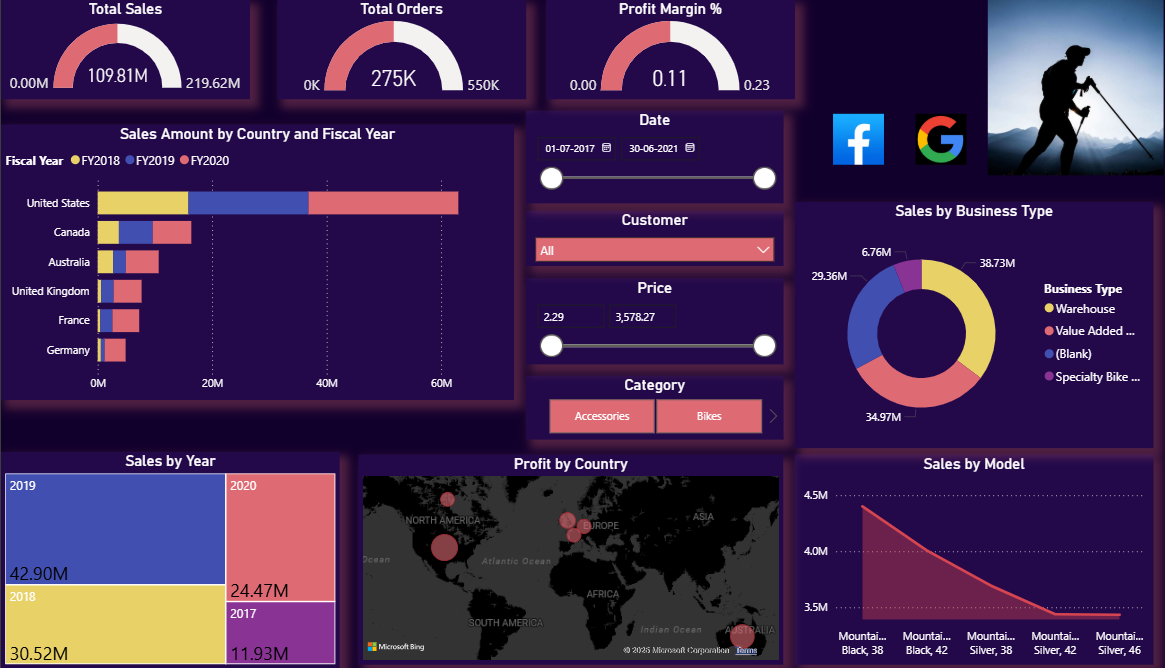 Total Sales
0.00M
109.81M
219.62M
Total Orders
0K
275K
550K
Profit Margin %
0.00
0.11
0.23
Sales Amount by Country and Fiscal Year
Fiscal Year FY2018 FY2019 FY2020
United States
Canada
Australia
United Kingdom
France
Germany
0M 20M 40M 60M
Date
01-07-2017 30-06-2021
Customer
All
Price
2.29 3,578.27
Category
Accessories Bikes
f
G
Sales by Business Type
6.76M
38.73M
29.36M
34.97M
Business Type
Warehouse
Value Added ...
(Blank)
Specialty Bike ...
Sales by Year
2019
42.90M
2018
30.52M
2020
24.47M
2017
11.93M
Profit by Country
NORTH AMERICA
EUROPE
ASIA
Ocean
Atlantic Ocean
AFRICA
SOUTH AMERICA
Indian Ocean
AUSTRALIA
Microsoft Bing
© 2025 Microsoft Corporation Terms
Sales by Model
4.5M
4.0M
3.5M
Mountai... Mountai... Mountai... Mountai... Mountai...
Black, 38 Black, 42 Silver, 38 Silver, 42 Silver, 46